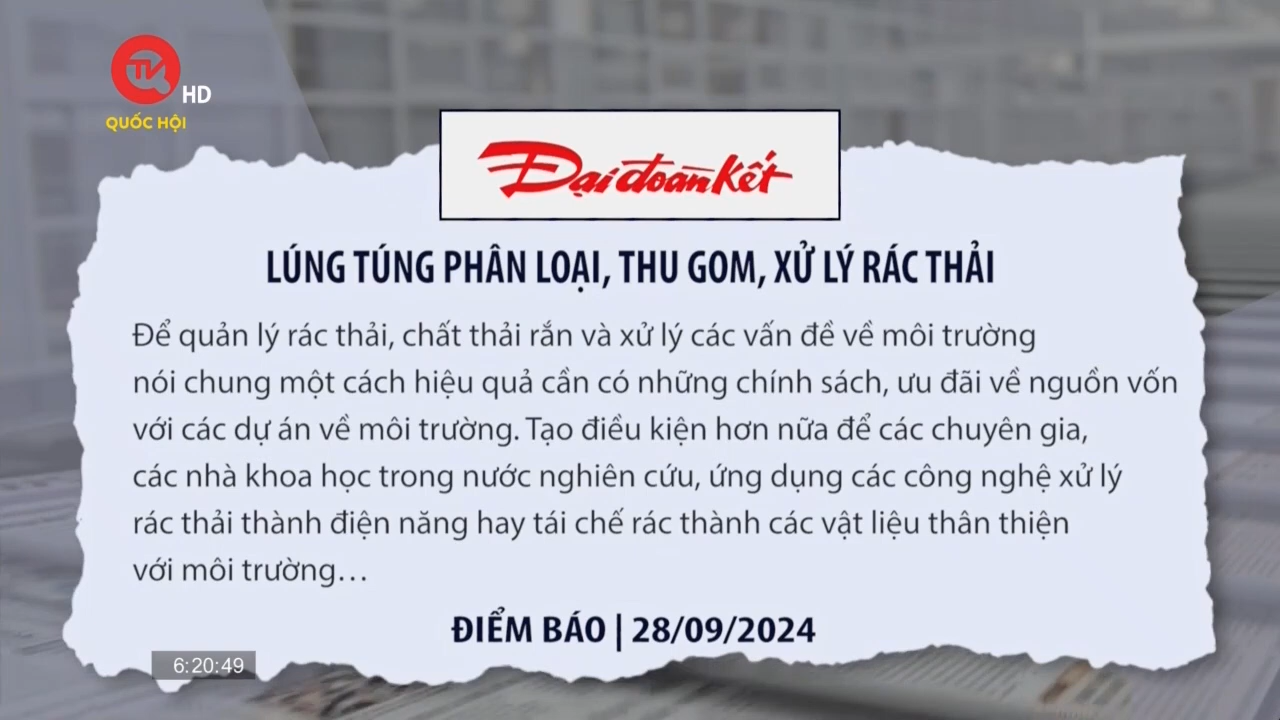 TV
HD
QUỐC HỘI
Đại đoàn kết
LÚNG TÚNG PHÂN LOẠI, THU GOM, XỬ LÝ RÁC THẢI
Để quản lý rác thải, chất thải rắn và xử lý các vấn đề về môi trường
nói chung một cách hiệu quả cần có những chính sách, ưu đãi về nguồn vốn
với các dự án về môi trường. Tạo điều kiện hơn nữa để các chuyên gia,
các nhà khoa học trong nước nghiên cứu, ứng dụng các công nghệ xử lý
rác thải thành điện năng hay tái chế rác thành các vật liệu thân thiện
với môi trường...
ĐIỂM BÁO | 28/09/2024
6:20:49